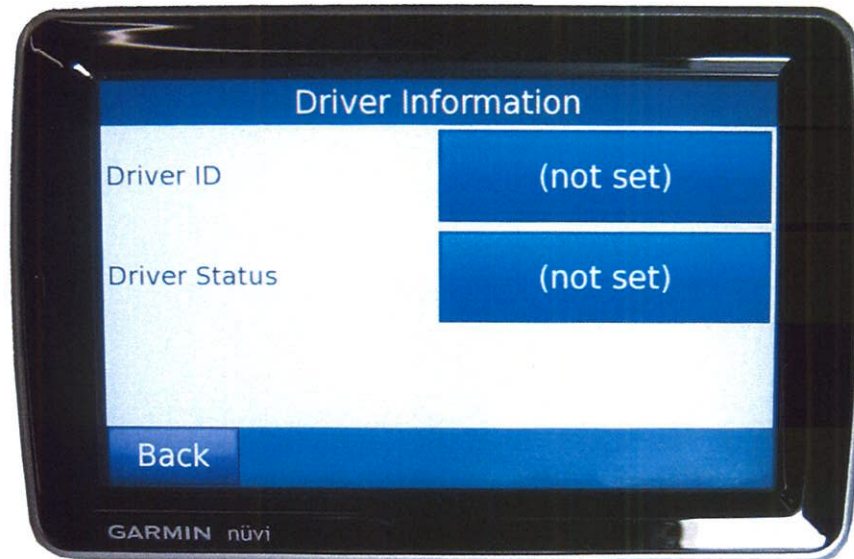 Driver Information
Driver ID (not set)
Driver Status (not set)
Back
GARMIN nüvi